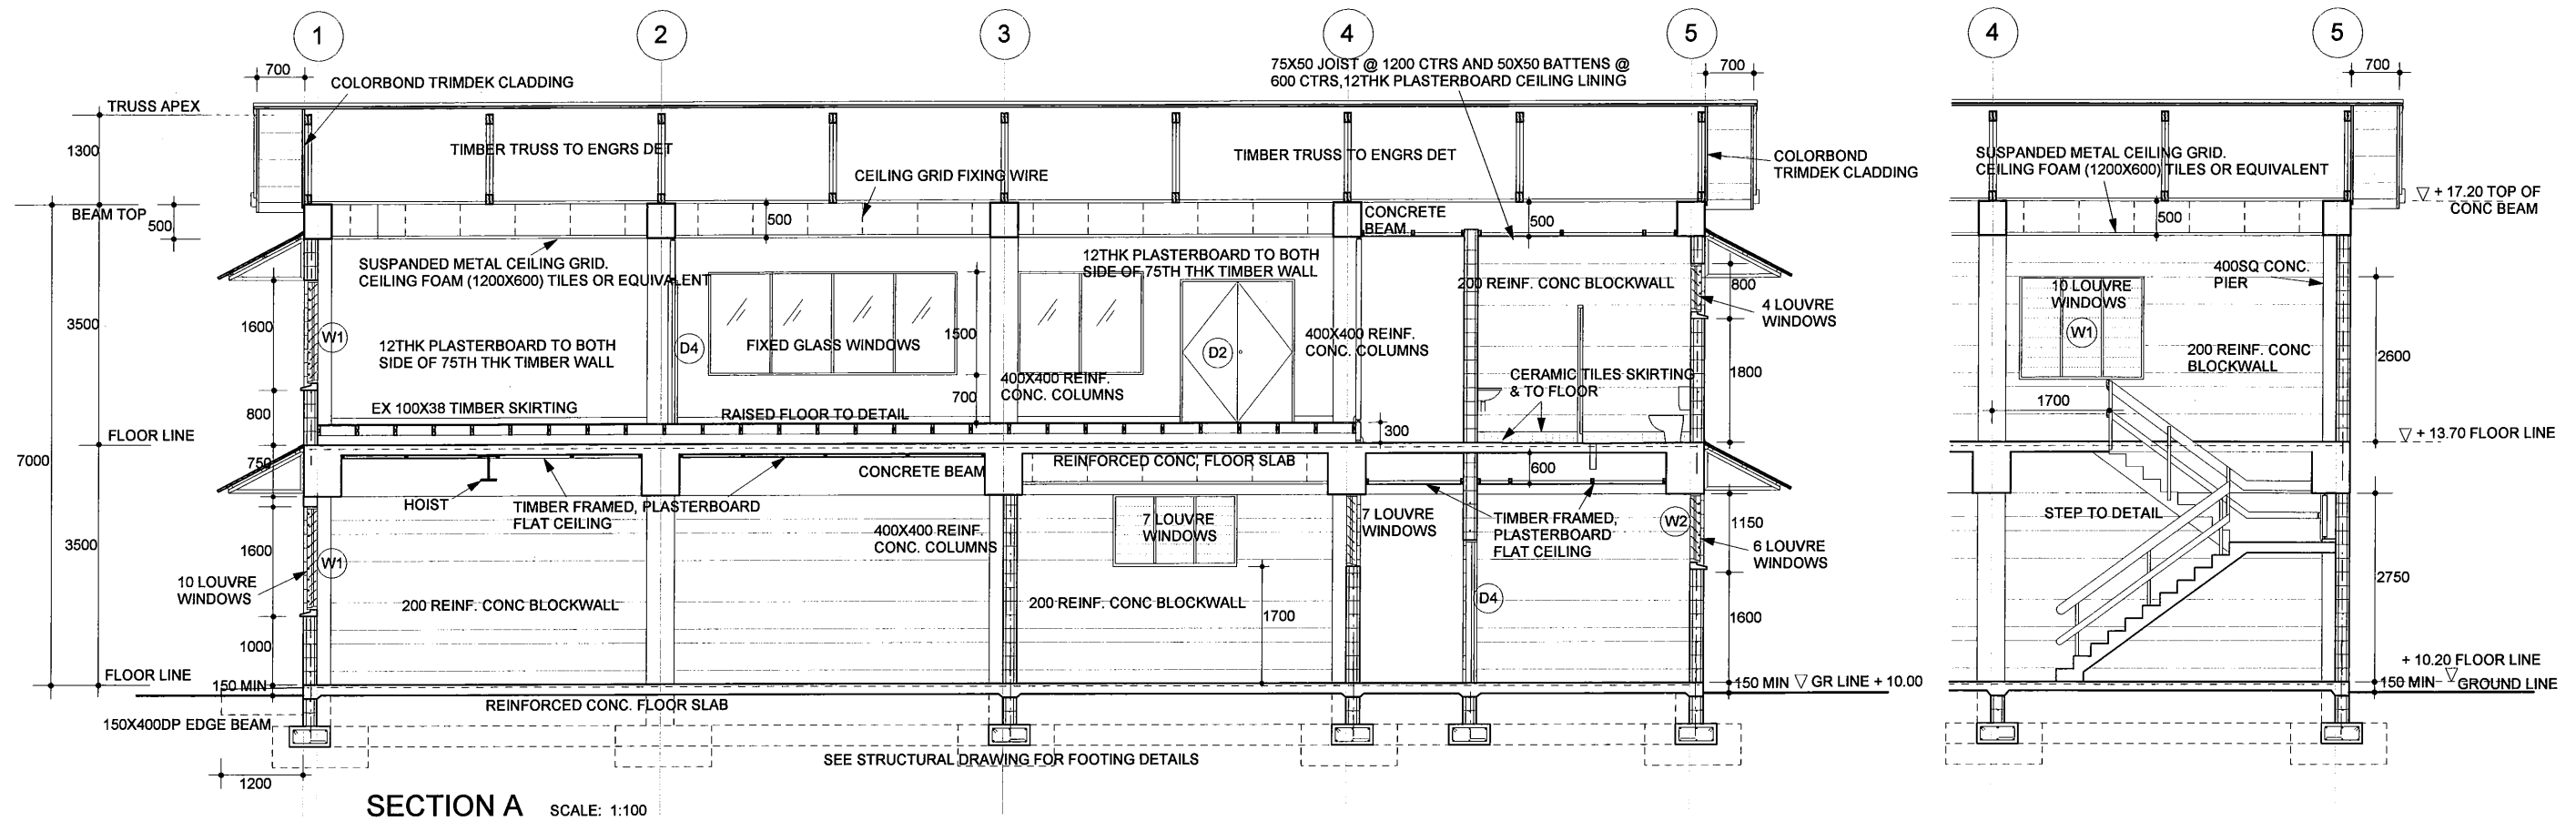 1
2
3
4
5
4
5
700
COLORBOND TRIMDEK CLADDING
75X50 JOIST @ 1200 CTRS AND 50X50 BATTENS @
600 CTRS,12THK PLASTERBOARD CEILING LINING
700
700
TRUSS APEX
1300
TIMBER TRUSS TO ENGRS DET
TIMBER TRUSS TO ENGRS DET
COLORBOND
TRIMDEK CLADDING
SUSPANDED METAL CEILING GRID.
CEILING FOAM (1200X600) TILES OR EQUIVALENT
CEILING GRID FIXING WIRE
+ 17.20 TOP OF
CONC BEAM
BEAM TOP
500
500
CONCRETE
BEAM
500
500
SUSPANDED METAL CEILING GRID.
CEILING FOAM (1200X600) TILES OR EQUIVALENT
12THK PLASTERBOARD TO BOTH
SIDE OF 75TH THK TIMBER WALL
200 REINF. CONC BLOCKWALL
800
4 LOUVRE
WINDOWS
400SQ CONC.
PIER
10 LOUVRE
WINDOWS
W1
3500
1600
W1
12THK PLASTERBOARD TO BOTH
SIDE OF 75TH THK TIMBER WALL
D4
FIXED GLASS WINDOWS
1500
D2
400X400 REINF.
CONC. COLUMNS
200 REINF. CONC
BLOCKWALL
2600
400X400 REINF.
CONC. COLUMNS
CERAMIC TILES SKIRTING
& TO FLOOR
1800
700
800
EX 100X38 TIMBER SKIRTING
RAISED FLOOR TO DETAIL
1700
300
FLOOR LINE
+ 13.70 FLOOR LINE
7000
750
CONCRETE BEAM
REINFORCED CONC, FLOOR SLAB
600
HOIST
TIMBER FRAMED, PLASTERBOARD
FLAT CEILING
400X400 REINF.
CONC. COLUMNS
7 LOUVRE
WINDOWS
7 LOUVRE
WINDOWS
TIMBER FRAMED,
PLASTERBOARD
FLAT CEILING
W2
1150
6 LOUVRE
WINDOWS
STEP TO DETAIL
3500
1600
W1
10 LOUVRE
WINDOWS
2750
200 REINF. CONC BLOCKWALL
200 REINF. CONC BLOCKWALL
1700
D4
1600
1000
FLOOR LINE
150 MIN
150 MIN
GR LINE + 10.00
+ 10.20 FLOOR LINE
150 MIN
GROUND LINE
REINFORCED CONC. FLOOR SLAB
150X400DP EDGE BEAM
SEE STRUCTURAL DRAWING FOR FOOTING DETAILS
1200
SECTION A SCALE: 1:100